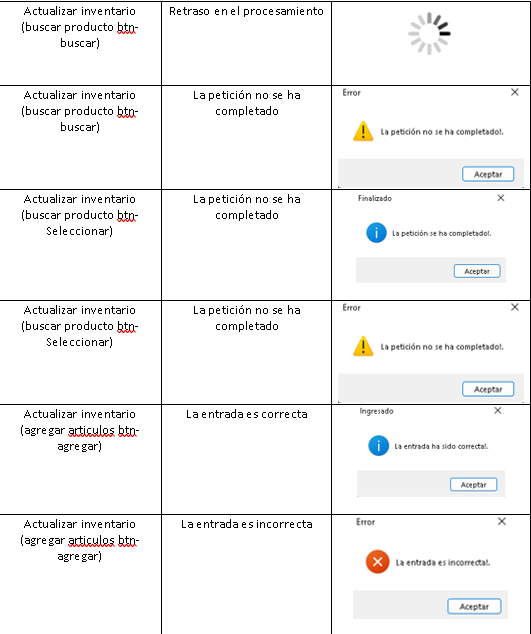 Actualizar inventario
(buscar producto btn-
buscar)
Retraso en el procesamiento
Actualizar inventario
(buscar producto btn-
buscar)
La petición no se ha
completado
Error
La petición no se ha completado!.
Aceptar
Actualizar inventario
(buscar producto btn-
Seleccionar)
La petición no se ha
completado
Finalizado
La petición se ha completado!.
Aceptar
Actualizar inventario
(buscar producto btn-
Seleccionar)
La petición no se ha
completado
Error
La petición no se ha completado!.
Aceptar
Actualizar inventario
(agregar articulos btn-
agregar)
La entrada es correcta
Ingresado
La entrada ha sido correcta!.
Aceptar
Actualizar inventario
(agregar articulos btn-
agregar)
La entrada es incorrecta
Error
La entrada es incorrecta!.
Aceptar